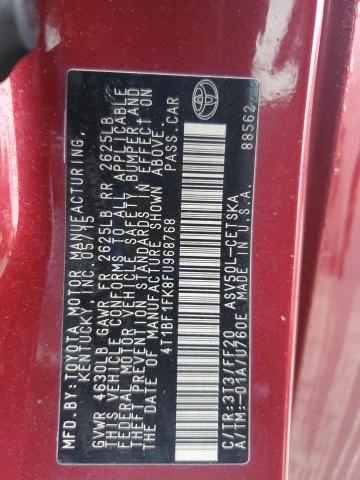 MFD.BY: TOYOTA MOTOR MANUFACTURING,
KENTUCKY, INC. 05/15
GVWR 4630LB GAWR FR 2625LB RR 2625LB
THIS VEHICLE CONFORMS TO ALL APPLICABLE
FEDERAL MOTOR VEHICLE SAFETY, BUMPER, AND
THEFT PREVENTION STANDARDS IN EFFECT ON
THE DATE OF MANUFACTURE SHOWN ABOVE.
4T1BF1FK8FU968768 PASS.CAR
C/TR:3T3/FF20 ASV50L-CETSKA
A/TM:-01A/U760E 88562